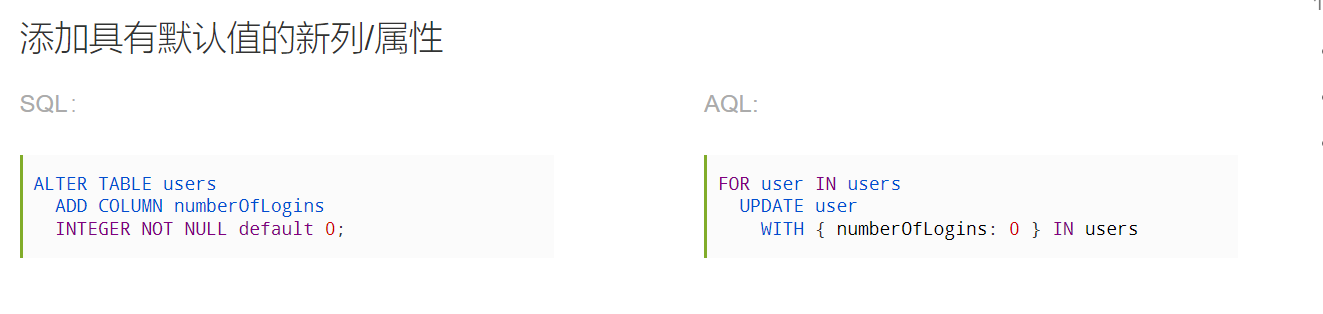 添加具有默认值的新列/属性
SQL:
ALTER TABLE users
ADD COLUMN numberOfLogins
INTEGER NOT NULL default 0;
AQL:
FOR user IN users
UPDATE user
WITH { numberOfLogins: 0 } IN users